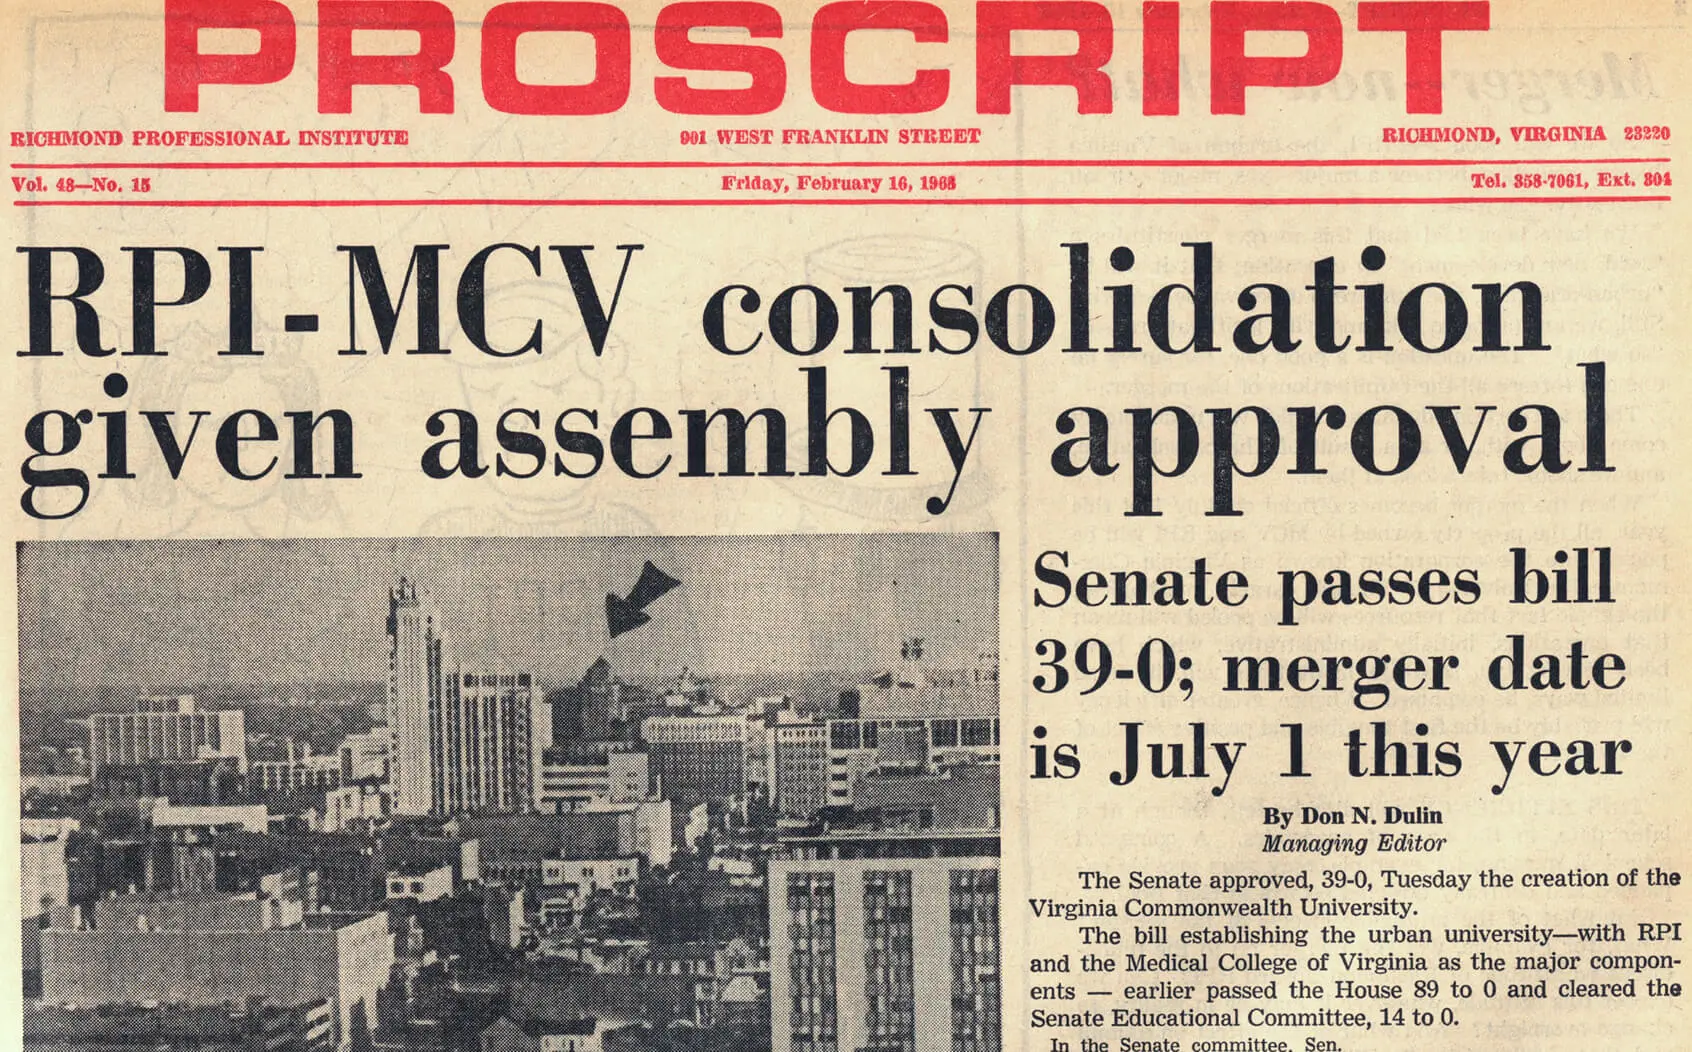 PROSCRIPT
RICHMOND PROFESSIONAL INSTITUTE 901 WEST FRANKLIN STREET RICHMOND, VIRGINIA 23220
Vol. 48—No. 15 Friday, February 16, 1968 Tel. 358-7061, Ext. 304
RPI-MCV consolidation
given assembly approval
Senate passes bill
39-0; merger date
is July 1 this year
By Don N. Dulin
Managing Editor
The Senate approved, 39-0, Tuesday the creation of the
Virginia Commonwealth University.
The bill establishing the urban university—with RPI
and the Medical College of Virginia as the major compon-
ents — earlier passed the House 89 to 0 and cleared the
Senate Educational Committee, 14 to 0.
In the Senate committee, Sen.